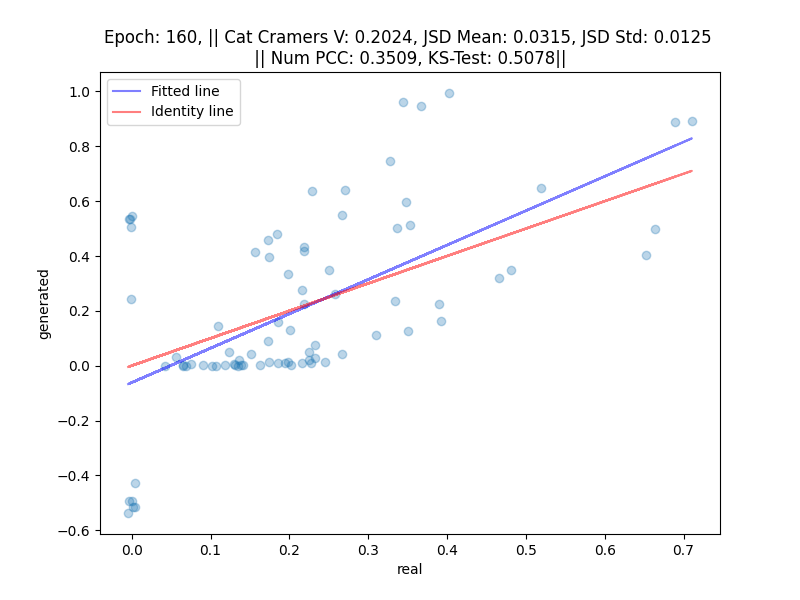 Epoch: 160, || Cat Cramers V: 0.2024, JSD Mean: 0.0315, JSD Std: 0.0125
|| Num PCC: 0.3509, KS-Test: 0.5078||
Fitted line
Identity line
1.0
0.8
0.6
0.4
0.2
0.0
−0.2
−0.4
−0.6
generated
0.0 0.1 0.2 0.3 0.4 0.5 0.6 0.7
real